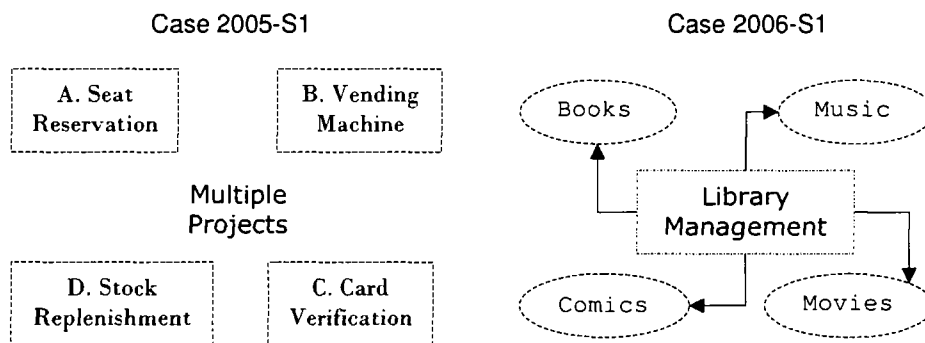 Case 2005-S1
A. Seat
Reservation
B. Vending
Machine
Multiple
Projects
D. Stock
Replenishment
C. Card
Verification
Case 2006-S1
Books
Music
Library
Management
Comics
Movies